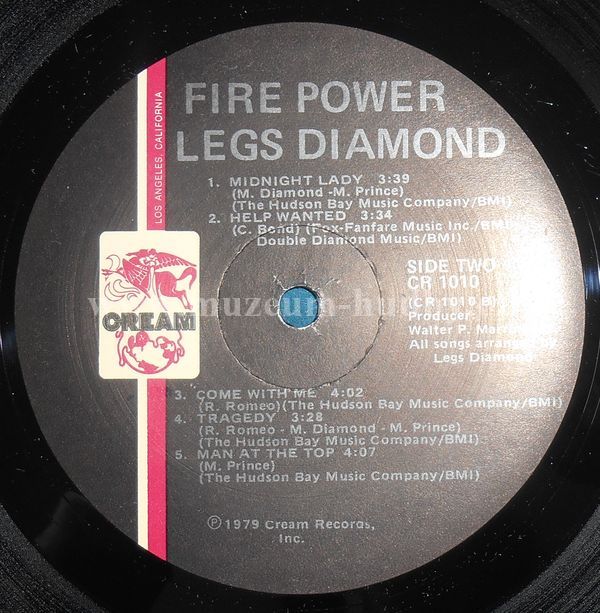 FIRE POWER
LEGS DIAMOND
LOS ANGELES, CALIFORNIA
1. MIDNIGHT LADY 3:39
(M. Diamond -M. Prince)
(The Hudson Bay Music Company/BMI)
2. HELP WANTED 3:34
(C. Bond) (Fox-Fanfare Music Inc./BMI
Double Diamond Music/BMI)
SIDE TWO
CR 1010
(CR 1010 B)
Producer:
Walter P.
All songs arranged by
Legs Diamond
CREAM
3. COME WITH ME 4:02
(R. Romeo)(The Hudson Bay Music Company/BMI)
4. TRAGEDY 3:28
(R. Romeo - M. Diamond - M. Prince)
(The Hudson Bay Music Company/BMI)
5. MAN AT THE TOP 4:07
(M. Prince)
(The Hudson Bay Music Company/BMI)
℗ 1979 Cream Records,
Inc.